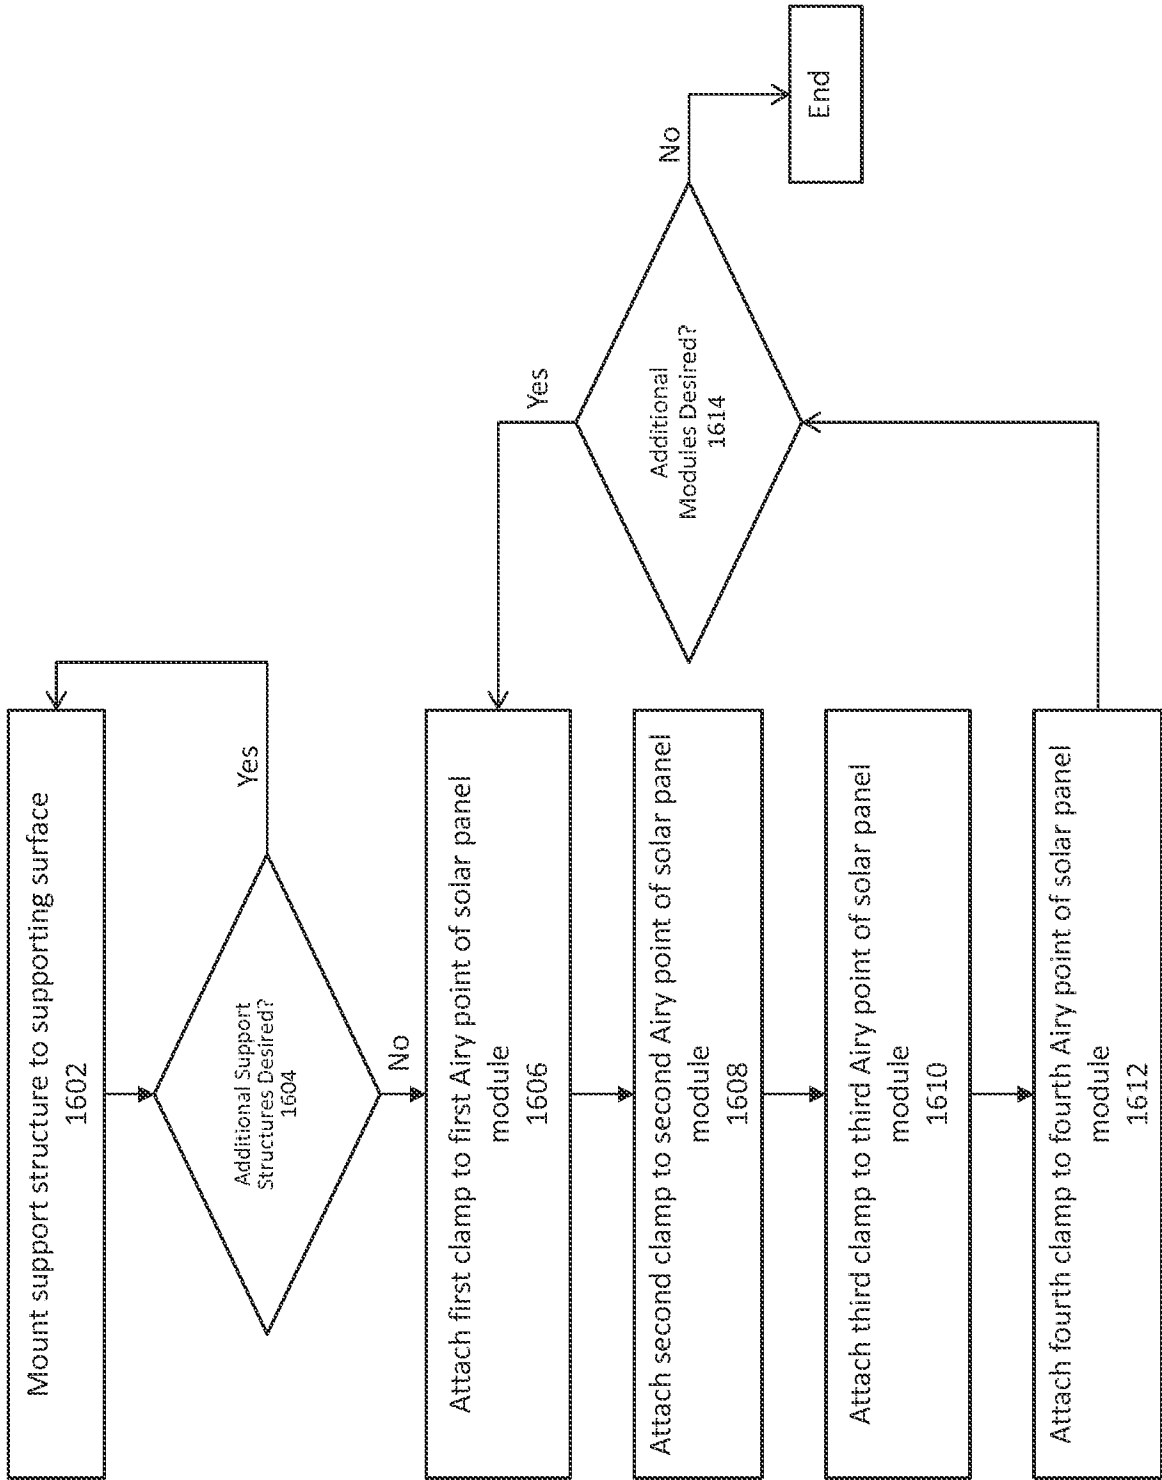 Mount support structure to supporting surface
1602
Additional Support
Structures Desired?
1604
Yes
No
Attach first clamp to first Airy point of solar panel
module
1606
Attach second clamp to second Airy point of solar panel
module
1608
Attach third clamp to third Airy point of solar panel
module
1610
Attach fourth clamp to fourth Airy point of solar panel
module
1612
Additional
Modules Desired?
1614
Yes
No
End